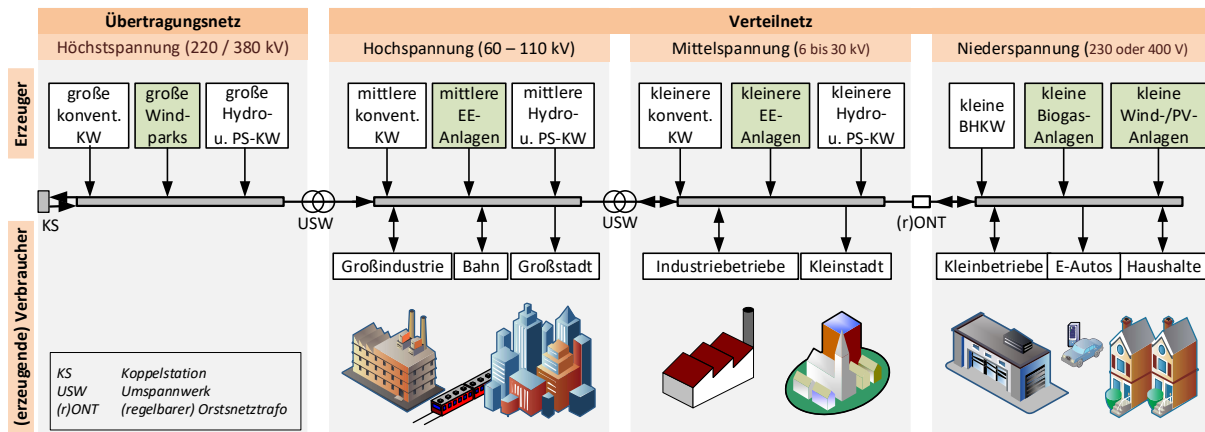 Übertragungsnetz
Verteilnetz
Höchstspannung (220 / 380 kV)
Hochspannung (60 – 110 kV)
Mittelspannung (6 bis 30 kV)
Niederspannung (230 oder 400 V)
Erzeuger
große
konvent.
KW
große
Wind-
parks
große
Hydro-
u. PS-KW
mittlere
konvent.
KW
mittlere
EE-
Anlagen
mittlere
Hydro-
u. PS-KW
kleinere
konvent.
KW
kleinere
EE-
Anlagen
kleinere
Hydro-
u. PS-KW
kleine
BHKW
kleine
Biogas-
Anlagen
kleine
Wind-/PV-
Anlagen
KS
USW
USW
(r)ONT
(erzeugende) Verbraucher
Großindustrie
Bahn
Großstadt
Industriebetriebe
Kleinstadt
Kleinbetriebe
E-Autos
Haushalte
KS Koppelstation
USW Umspannwerk
(r)ONT (regelbarer) Orstsnetztrafo